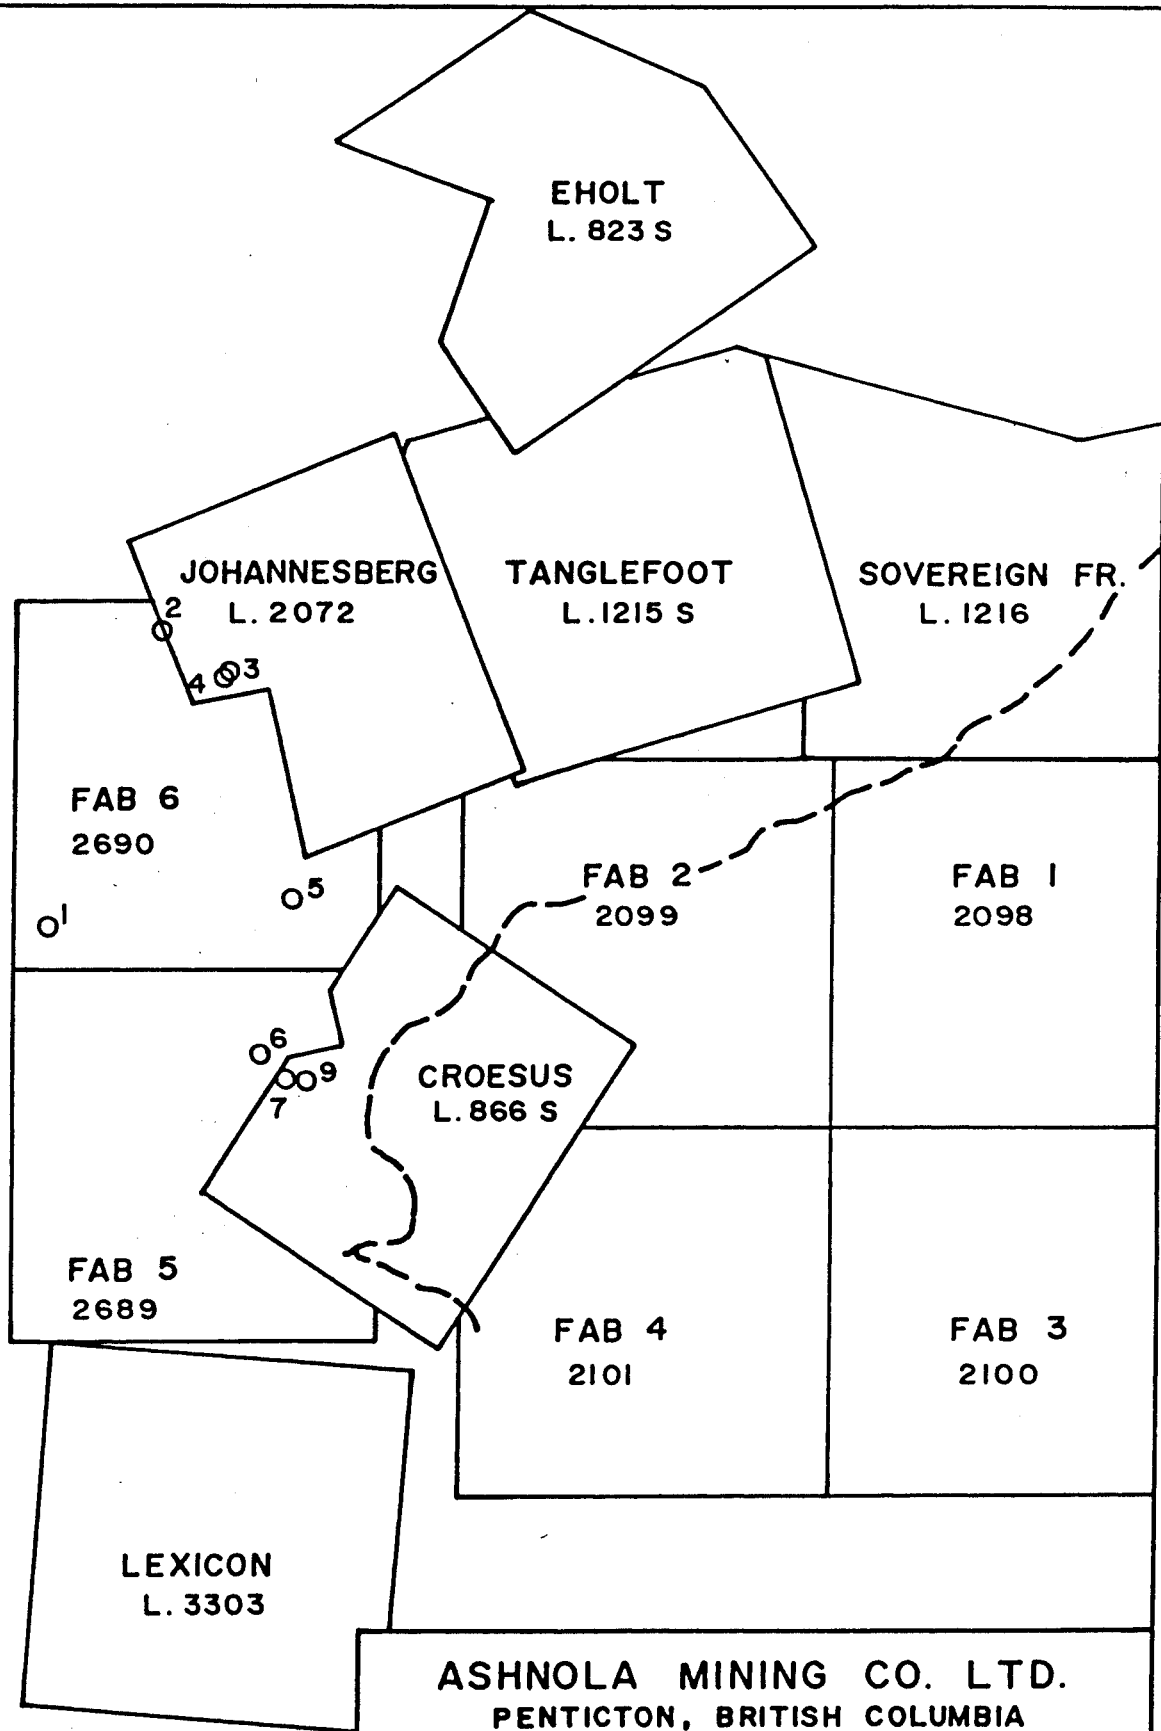 EHOLT
L. 823 S
JOHANNESBERG
L. 2072
TANGLEFOOT
L. 1215 S
SOVEREIGN FR.
L. 1216
2
3
4
FAB 6
2690
5
1
FAB 2
2099
FAB 1
2098
6
9
7
CROESUS
L. 866 S
FAB 5
2689
FAB 4
2101
FAB 3
2100
LEXICON
L. 3303
ASHNOLA MINING CO. LTD.
PENTICTON, BRITISH COLUMBIA